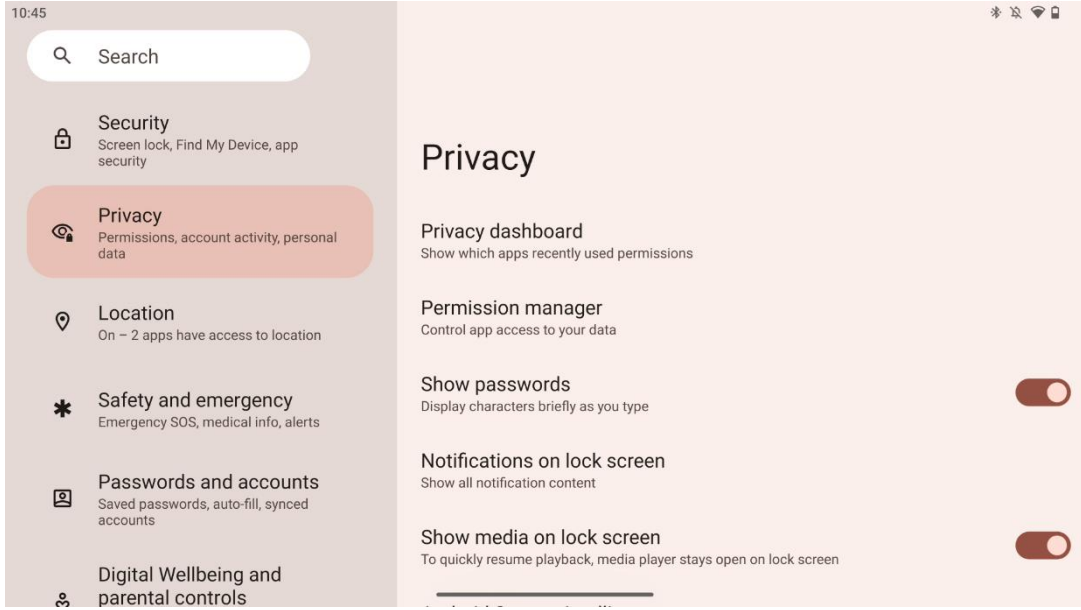 10:45
Search
Security
Screen lock, Find My Device, app
security
Privacy
Permissions, account activity, personal
data
Location
On – 2 apps have access to location
Safety and emergency
Emergency SOS, medical info, alerts
Passwords and accounts
Saved passwords, auto-fill, synced
accounts
Digital Wellbeing and
parental controls
Privacy
Privacy dashboard
Show which apps recently used permissions
Permission manager
Control app access to your data
Show passwords
Display characters briefly as you type
Notifications on lock screen
Show all notification content
Show media on lock screen
To quickly resume playback, media player stays open on lock screen